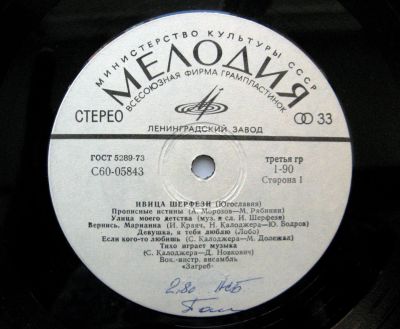 МИНИСТЕРСТВО КУЛЬТУРЫ СССР
МЕЛОДИЯ
ВСЕСОЮЗНАЯ ФИРМА ГРАМПЛАСТИНОК
СТЕРЕО
33
ЛЕНИНГРАДСКИЙ ЗАВОД
ГОСТ 5289-73
третья гр
С60-05843
1-90
Сторона 1
ИВИЦА ШЕРФЕЗИ (Югославия)
Прописные истины (А. Морозов—М. Рябинин)
Улица моего детства (муз. и сл. И. Шерфези)
Вернись, Марианна (И. Краяч, Н. Калоджера—Ю. Бодров)
Девушка, я тебя люблю (Лобо)
Если кого-то любишь (С. Калоджера—М. Долежал)
Тихо играет музыка
(С. Калоджера—Д. Новкович)
Вок.-инстр. ансамбль
«Загреб»